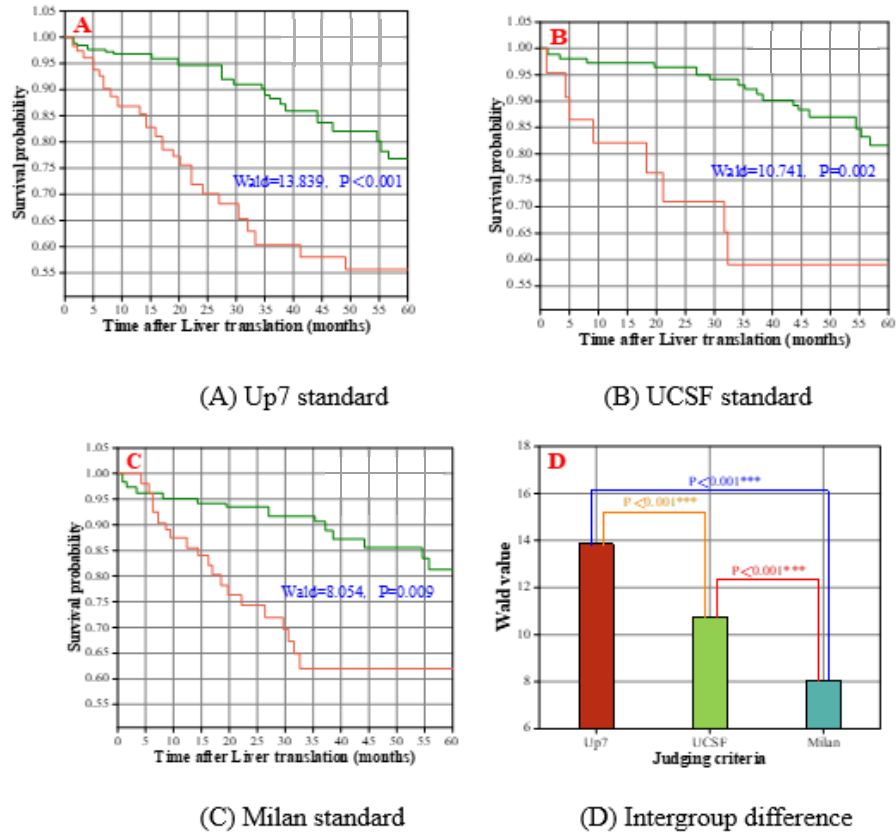 A
1.05
1.00
0.95
0.90
0.85
0.80
0.75
0.70
0.65
0.60
0.55
Survival probability
Wald=13.839, P<0.001
0 5 10 15 20 25 30 35 40 45 50 55 60
Time after Liver translation (months)
(A) Up7 standard
B
1.05
1.00
0.95
0.90
0.85
0.80
0.75
0.70
0.65
0.60
0.55
Survival probability
Wald=10.741, P=0.002
0 5 10 15 20 25 30 35 40 45 50 55 60
Time after Liver translation (months)
(B) UCSF standard
C
1.05
1.00
0.95
0.90
0.85
0.80
0.75
0.70
0.65
0.60
0.55
Survival probability
Wald=8.054, P=0.009
0 5 10 15 20 25 30 35 40 45 50 55 60
Time after Liver translation (months)
(C) Milan standard
D
18
16
14
12
10
8
6
Wald value
P<0.001***
P<0.001***
P<0.001***
Up7 UCSF Milan
Judging criteria
(D) Intergroup difference